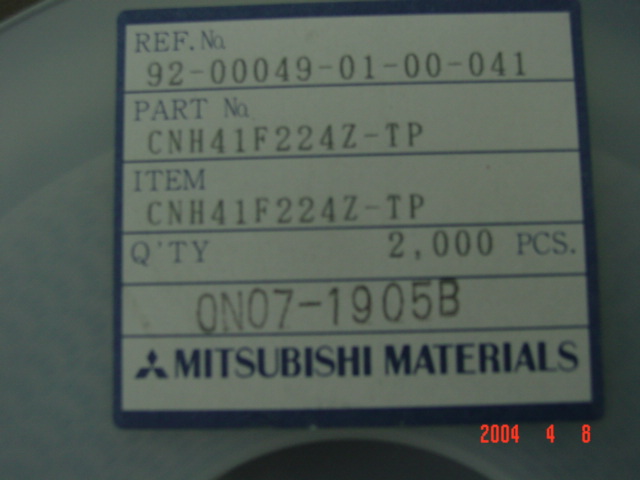 REF.No.
92-00049-01-00-041
PART No.
CNH41F224Z-TP
ITEM
CNH41F224Z-TP
Q'TY 2,000 PCS.
0N07-1905B
MITSUBISHI MATERIALS
2004 4 8